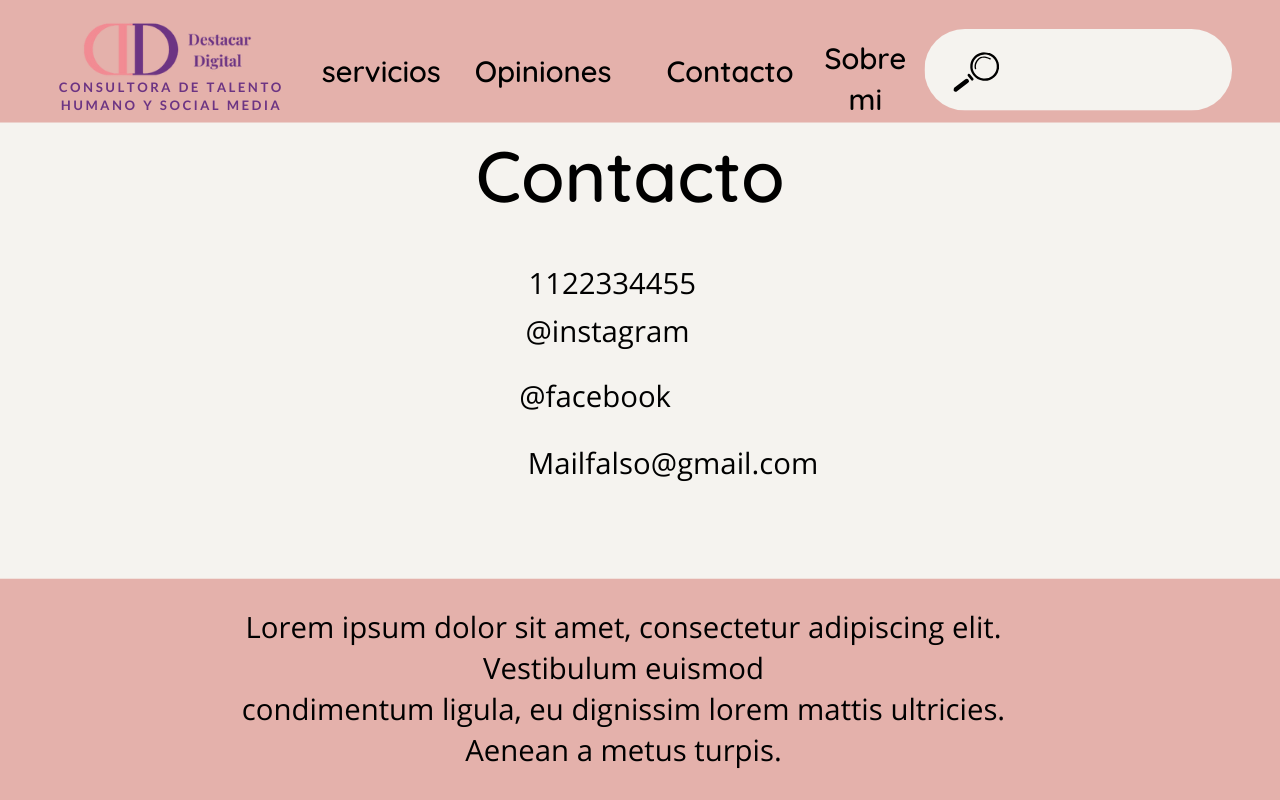 Destacar
Digital
CONSULTORA DE TALENTO
HUMANO Y SOCIAL MEDIA
servicios
Opiniones
Contacto
Sobre
mi
Contacto
1122334455
@instagram
@facebook
Mailfalso@gmail.com
Lorem ipsum dolor sit amet, consectetur adipiscing elit.
Vestibulum euismod
condimentum ligula, eu dignissim lorem mattis ultricies.
Aenean a metus turpis.